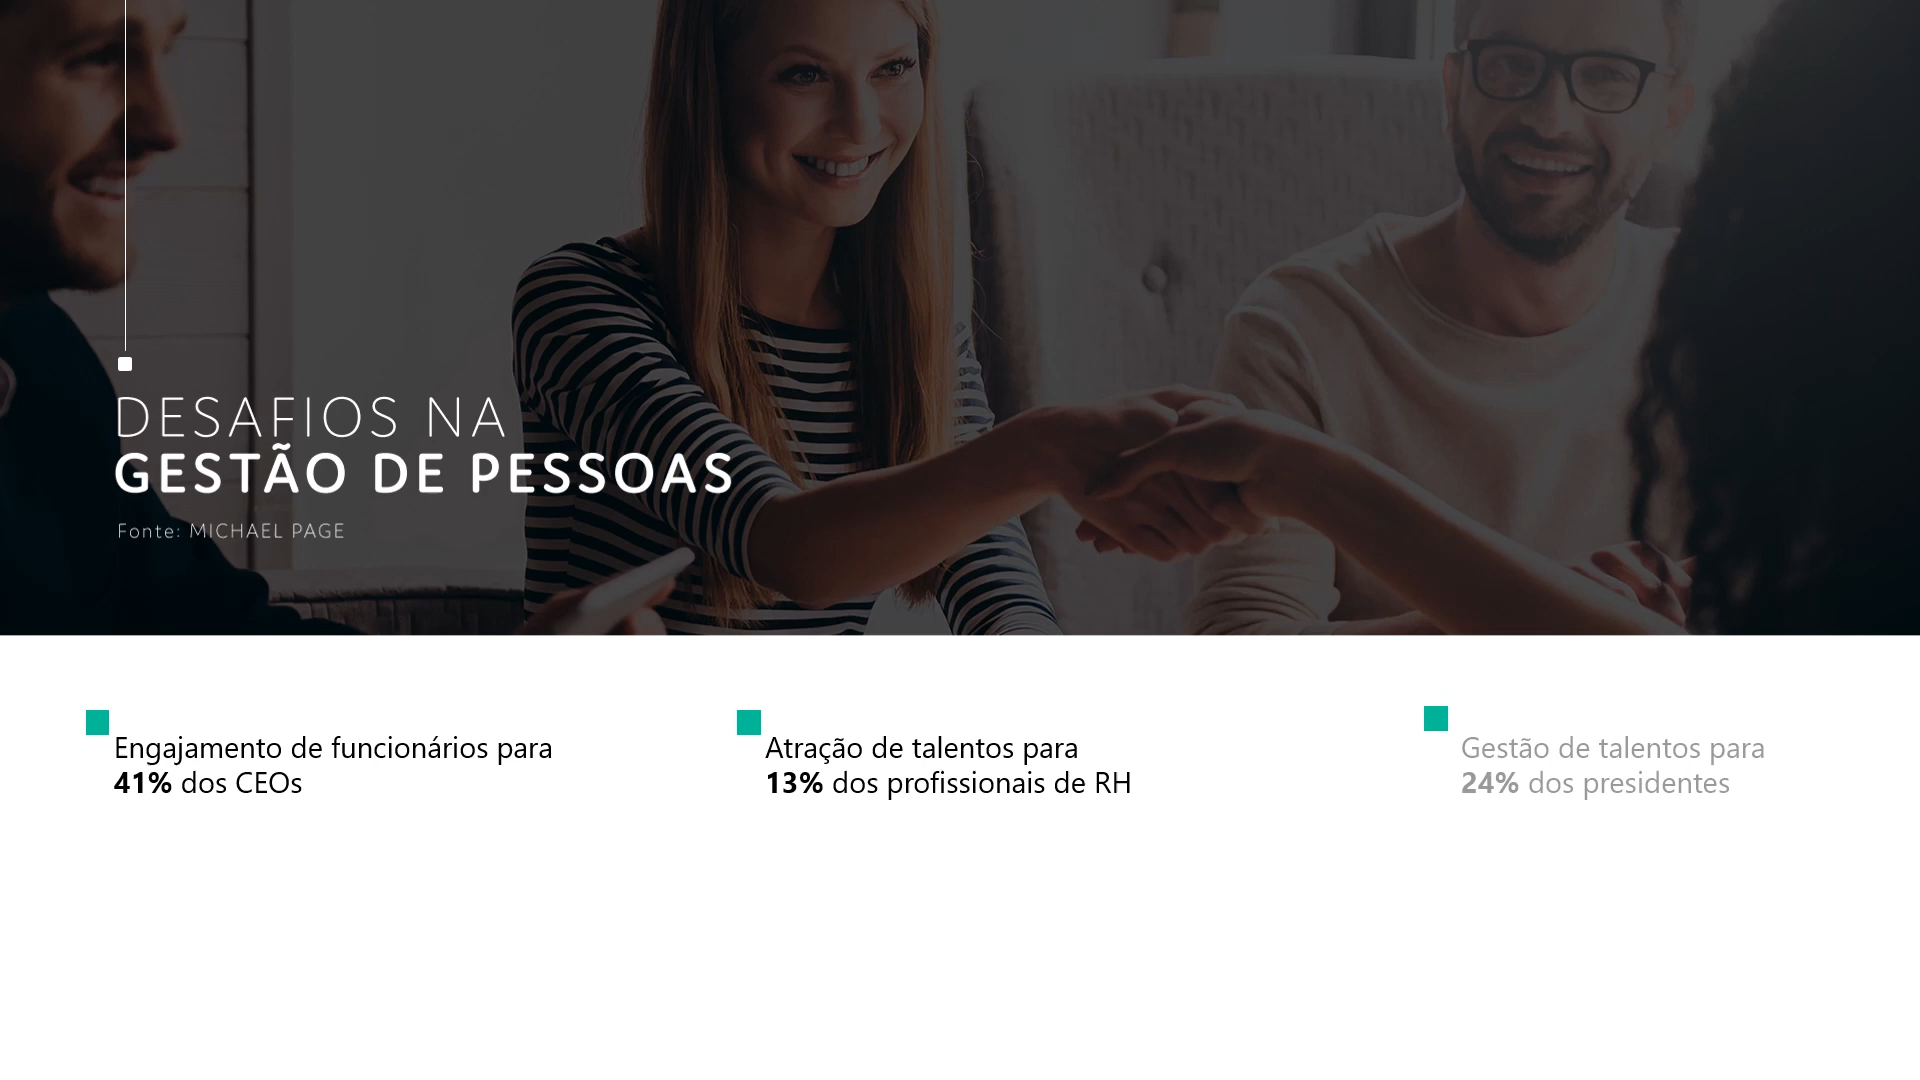 DESAFIOS NA
GESTÃO DE PESSOAS
Fonte: MICHAEL PAGE
Engajamento de funcionários para
41% dos CEOs
Atração de talentos para
13% dos profissionais de RH
Gestão de talentos para
24% dos presidentes